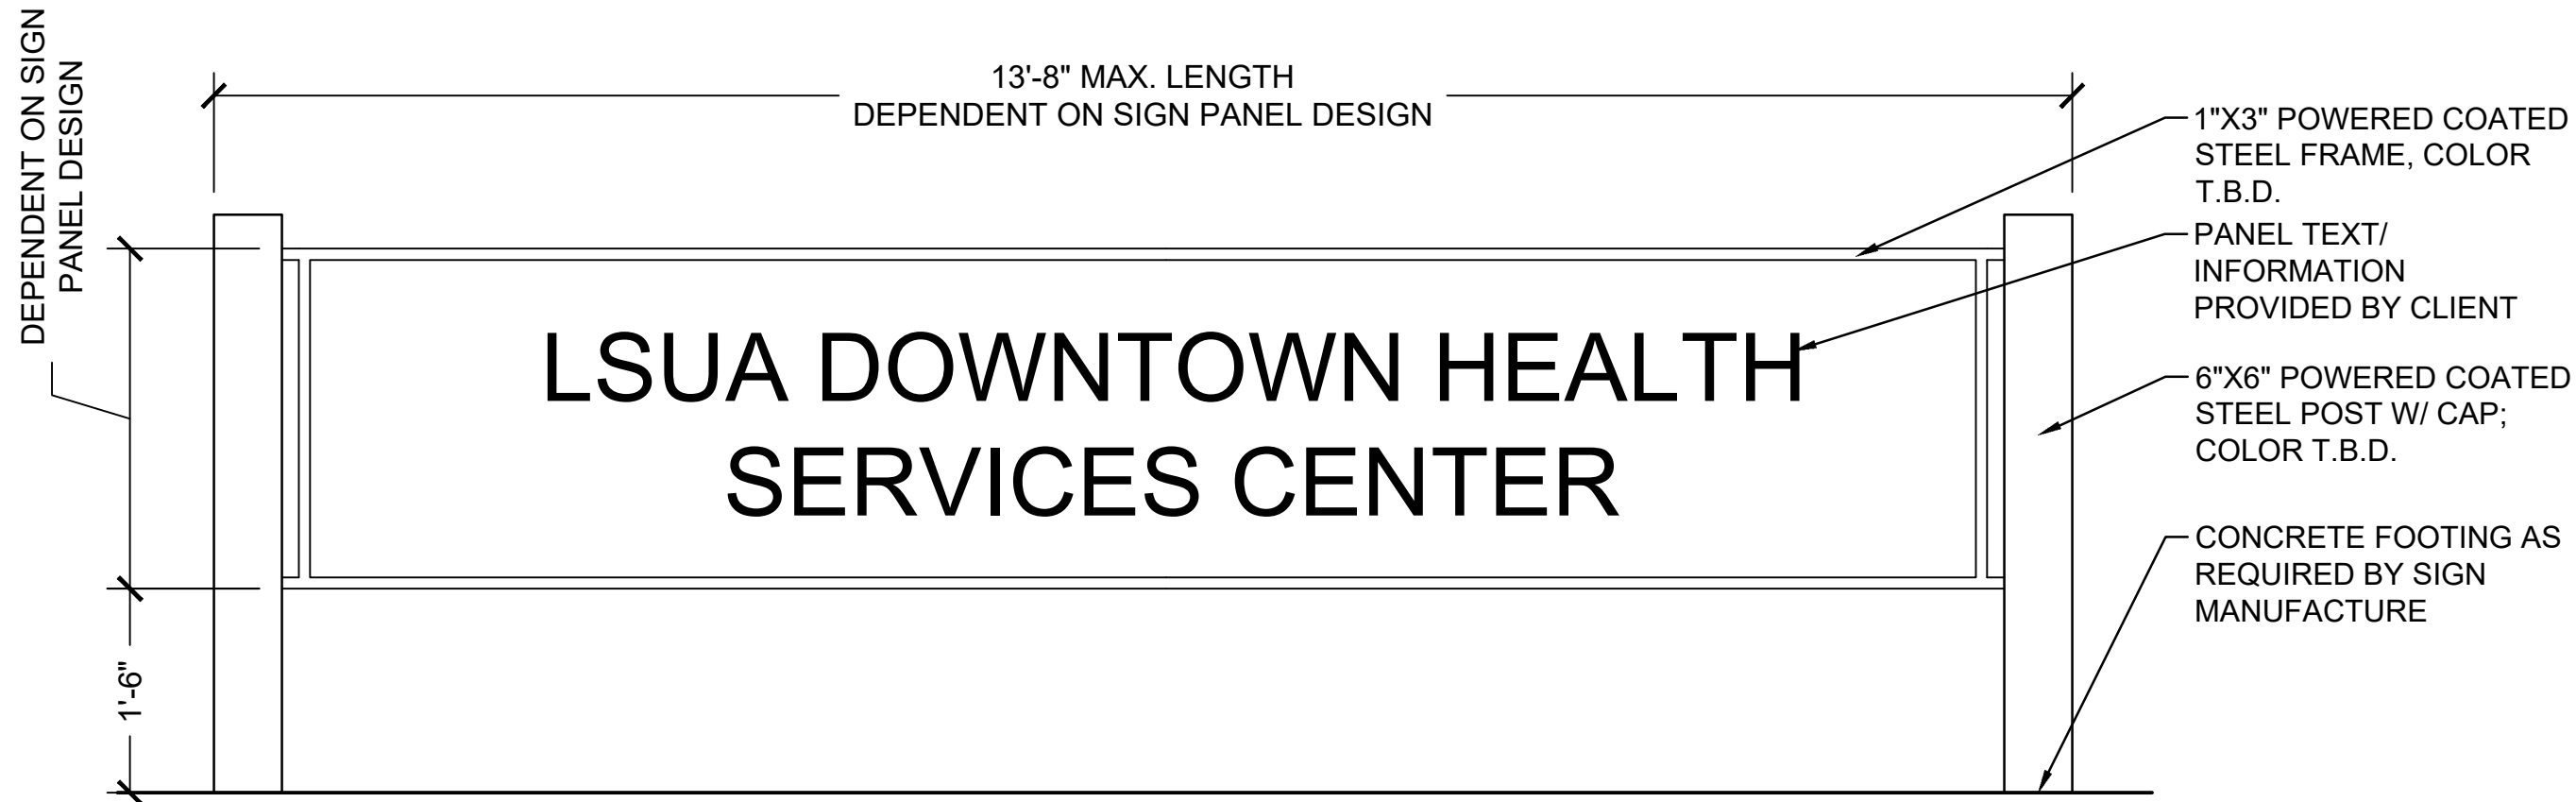 DEPENDENT ON SIGN
PANEL DESIGN
13'-8" MAX. LENGTH
DEPENDENT ON SIGN PANEL DESIGN
1"X3" POWERED COATED
STEEL FRAME, COLOR
T.B.D.
PANEL TEXT/
INFORMATION
PROVIDED BY CLIENT
LSUA DOWNTOWN HEALTH
SERVICES CENTER
6"X6" POWERED COATED
STEEL POST W/ CAP;
COLOR T.B.D.
CONCRETE FOOTING AS
REQUIRED BY SIGN
MANUFACTURE
1'-6"